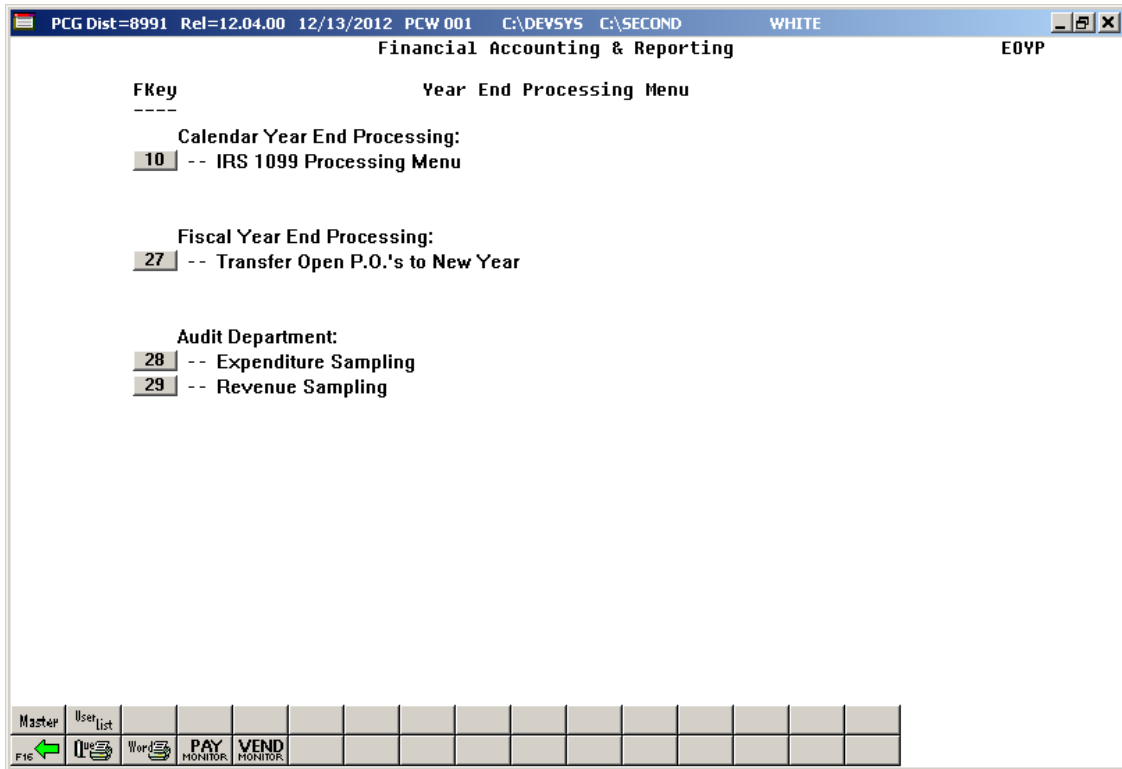 PCG Dist=8991 Rel=12.04.00 12/13/2012 PCW 001 C:\DEVSYS C:\SECOND WHITE
Financial Accounting & Reporting EOYP
FKey Year End Processing Menu
----
Calendar Year End Processing:
10 -- IRS 1099 Processing Menu
Fiscal Year End Processing:
27 -- Transfer Open P.O.'s to New Year
Audit Department:
28 -- Expenditure Sampling
29 -- Revenue Sampling
Master User List
F16 Que Word PAY MONITOR VEND MONITOR